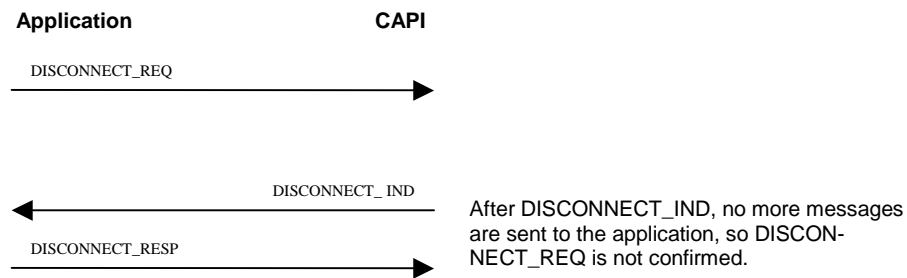 Application CAPI
DISCONNECT_REQ
DISCONNECT_ IND
After DISCONNECT_IND, no more messages
are sent to the application, so DISCON-
NECT_REQ is not confirmed.
DISCONNECT_RESP